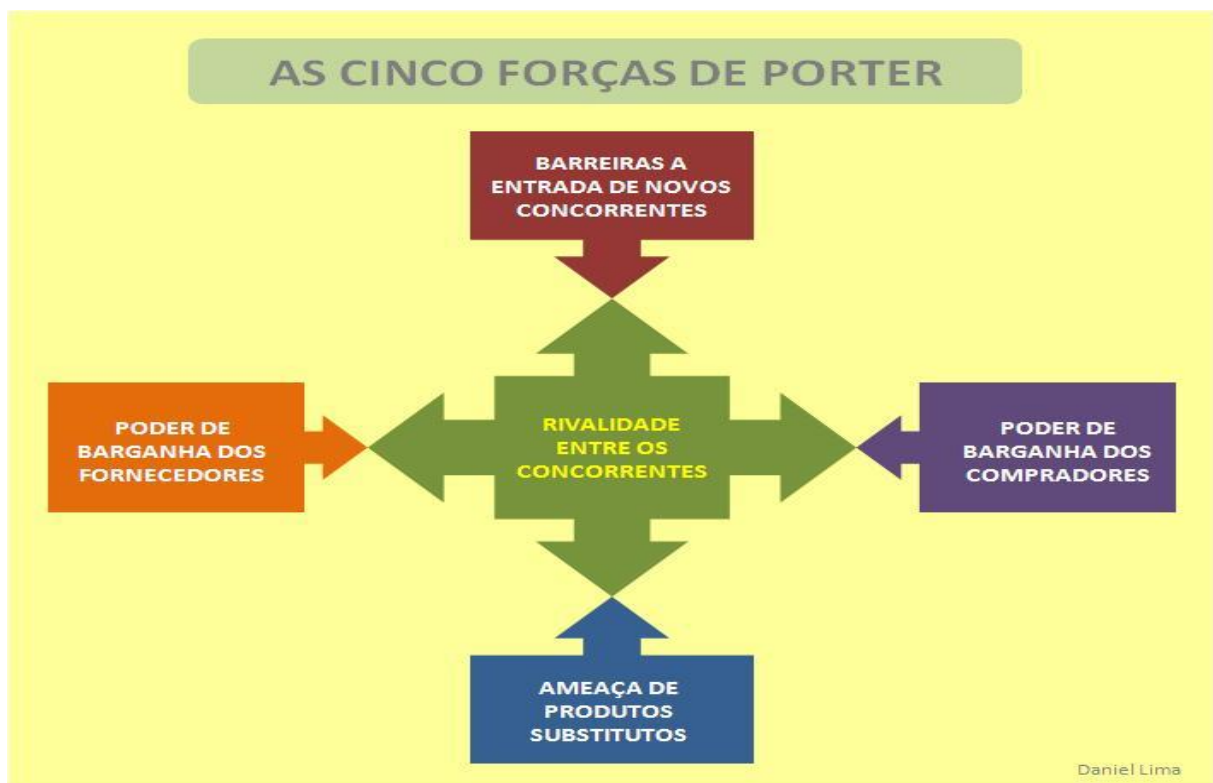 AS CINCO FORÇAS DE PORTER
BARREIRAS A
ENTRADA DE NOVOS
CONCORRENTES
PODER DE
BARGANHA DOS
FORNECEDORES
RIVALIDADE
ENTRE OS
CONCORRENTES
PODER DE
BARGANHA DOS
COMPRADORES
AMEAÇA DE
PRODUTOS
SUBSTITUTOS
Daniel Lima